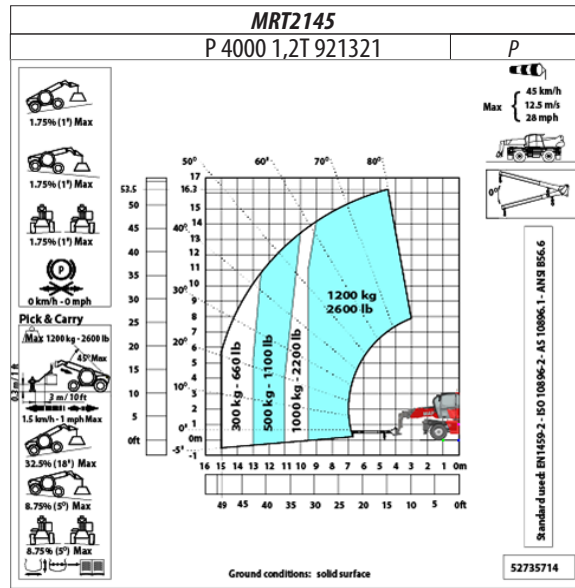 MRT2145
P 4000 1,2T 921321
P
1.75% (1°) Max
1.75% (1°) Max
1.75% (1°) Max
P
0 km/h - 0 mph
Pick & Carry
Max 1200 kg - 2600 lb
45° Max
0.3 m / 1 ft
3 m / 10 ft
1.5 km/h - 1 mph Max
32.5% (18°) Max
8.75% (5°) Max
8.75% (5°) Max
Max
45 km/h
12.5 m/s
28 mph
0°
53.5
50
45
40
35
30
25
20
15
10
5
0ft
-5
17
16.3
15
14
13
12
11
10
9
8
7
6
5
4
3
2
1
0m
-1
80°
70°
60°
50°
40°
30°
20°
10°
0°
300 kg - 660 lb
500 kg - 1100 lb
1000 kg - 2200 lb
1200 kg
2600 lb
16 15 14 13 12 11 10 9 8 7 6 5 4 3 2 1 0m
49 45 40 35 30 25 20 15 10 5 0ft
Ground conditions: solid surface
Standard used: EN1459-2 - ISO 10896-2 - AS 10896.1 - ANSI B56.6
52735714